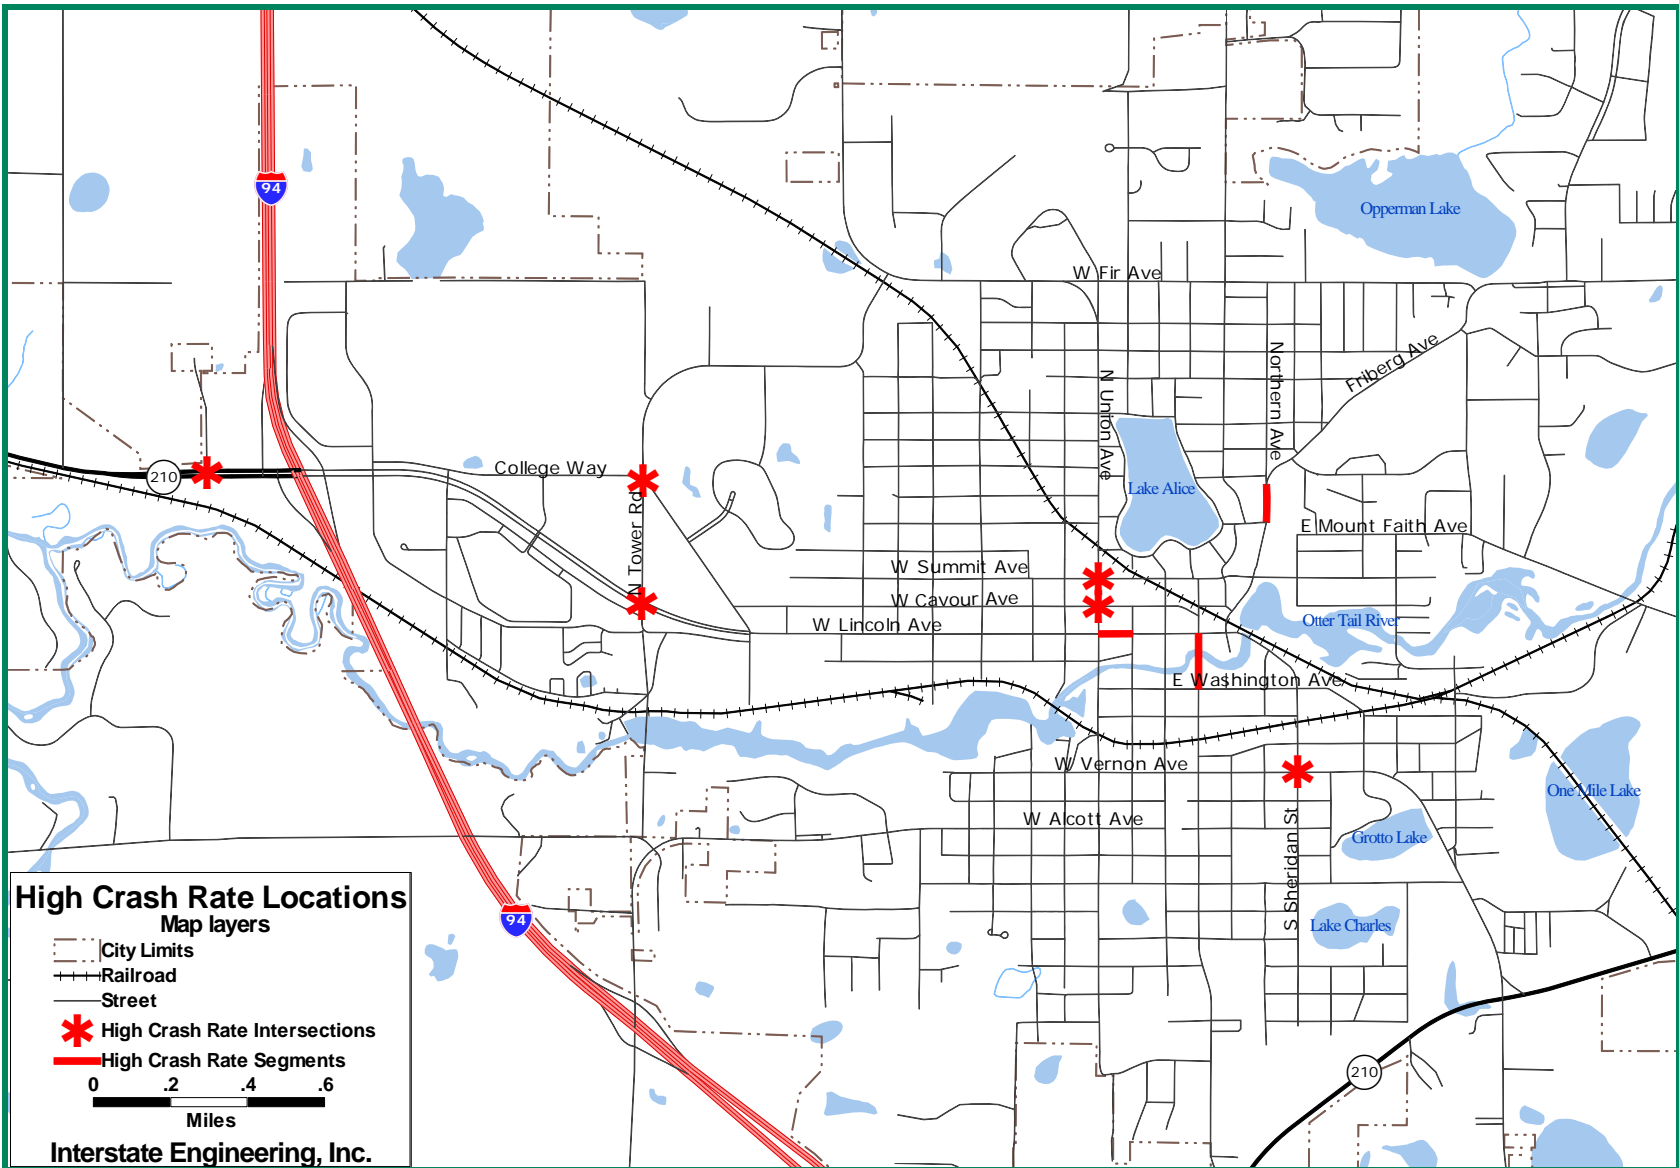 94
Opperman Lake
W Fir Ave
Northern Ave
Friberg Ave
N Union Ave
College Way
210
Lake Alice
N Tower Rd
E Mount Faith Ave
W Summit Ave
W Cavour Ave
W Lincoln Ave
Otter Tail River
E Washington Ave
W Vernon Ave
One Mile Lake
W Alcott Ave
S Sheridan St
Grotto Lake
94
Lake Charles
210
High Crash Rate Locations
Map layers
City Limits
Railroad
Street
High Crash Rate Intersections
High Crash Rate Segments
0 .2 .4 .6
Miles
Interstate Engineering, Inc.